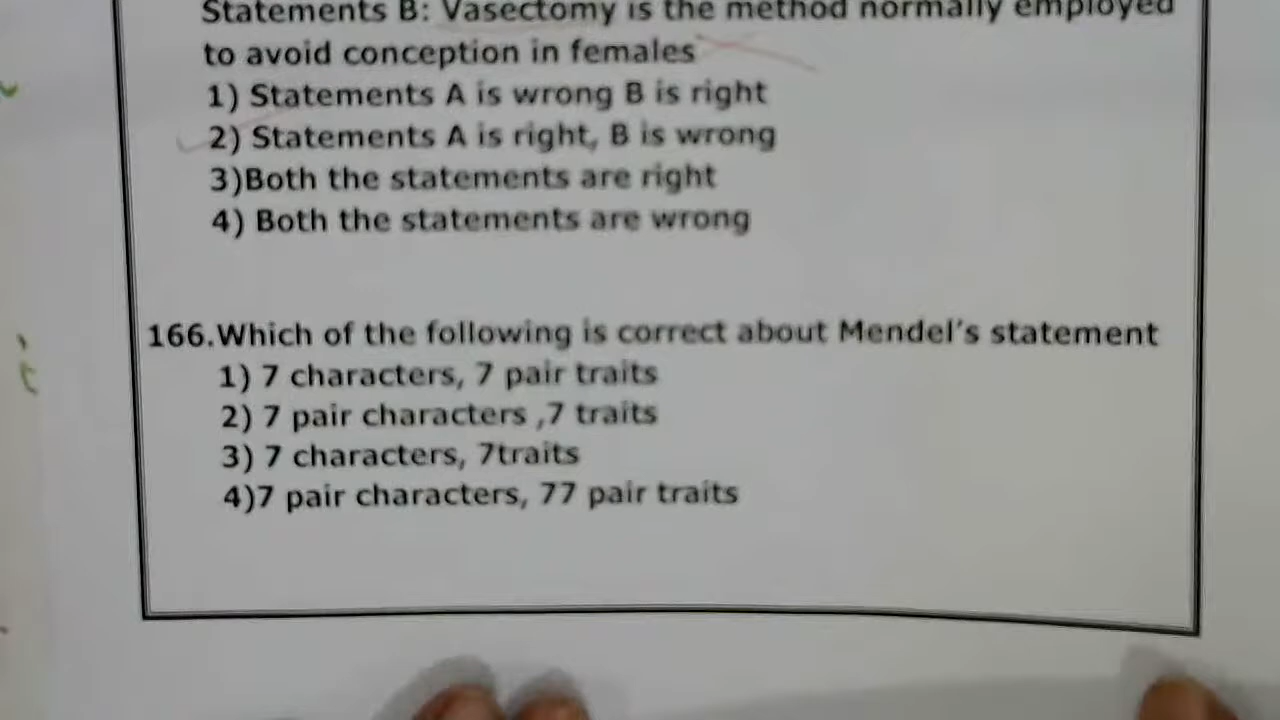 Statements B: Vasectomy is the method normally employed
to avoid conception in females
1) Statements A is wrong B is right
2) Statements A is right, B is wrong
3)Both the statements are right
4) Both the statements are wrong
166.Which of the following is correct about Mendel's statement
1) 7 characters, 7 pair traits
2) 7 pair characters ,7 traits
3) 7 characters, 7traits
4)7 pair characters, 77 pair traits